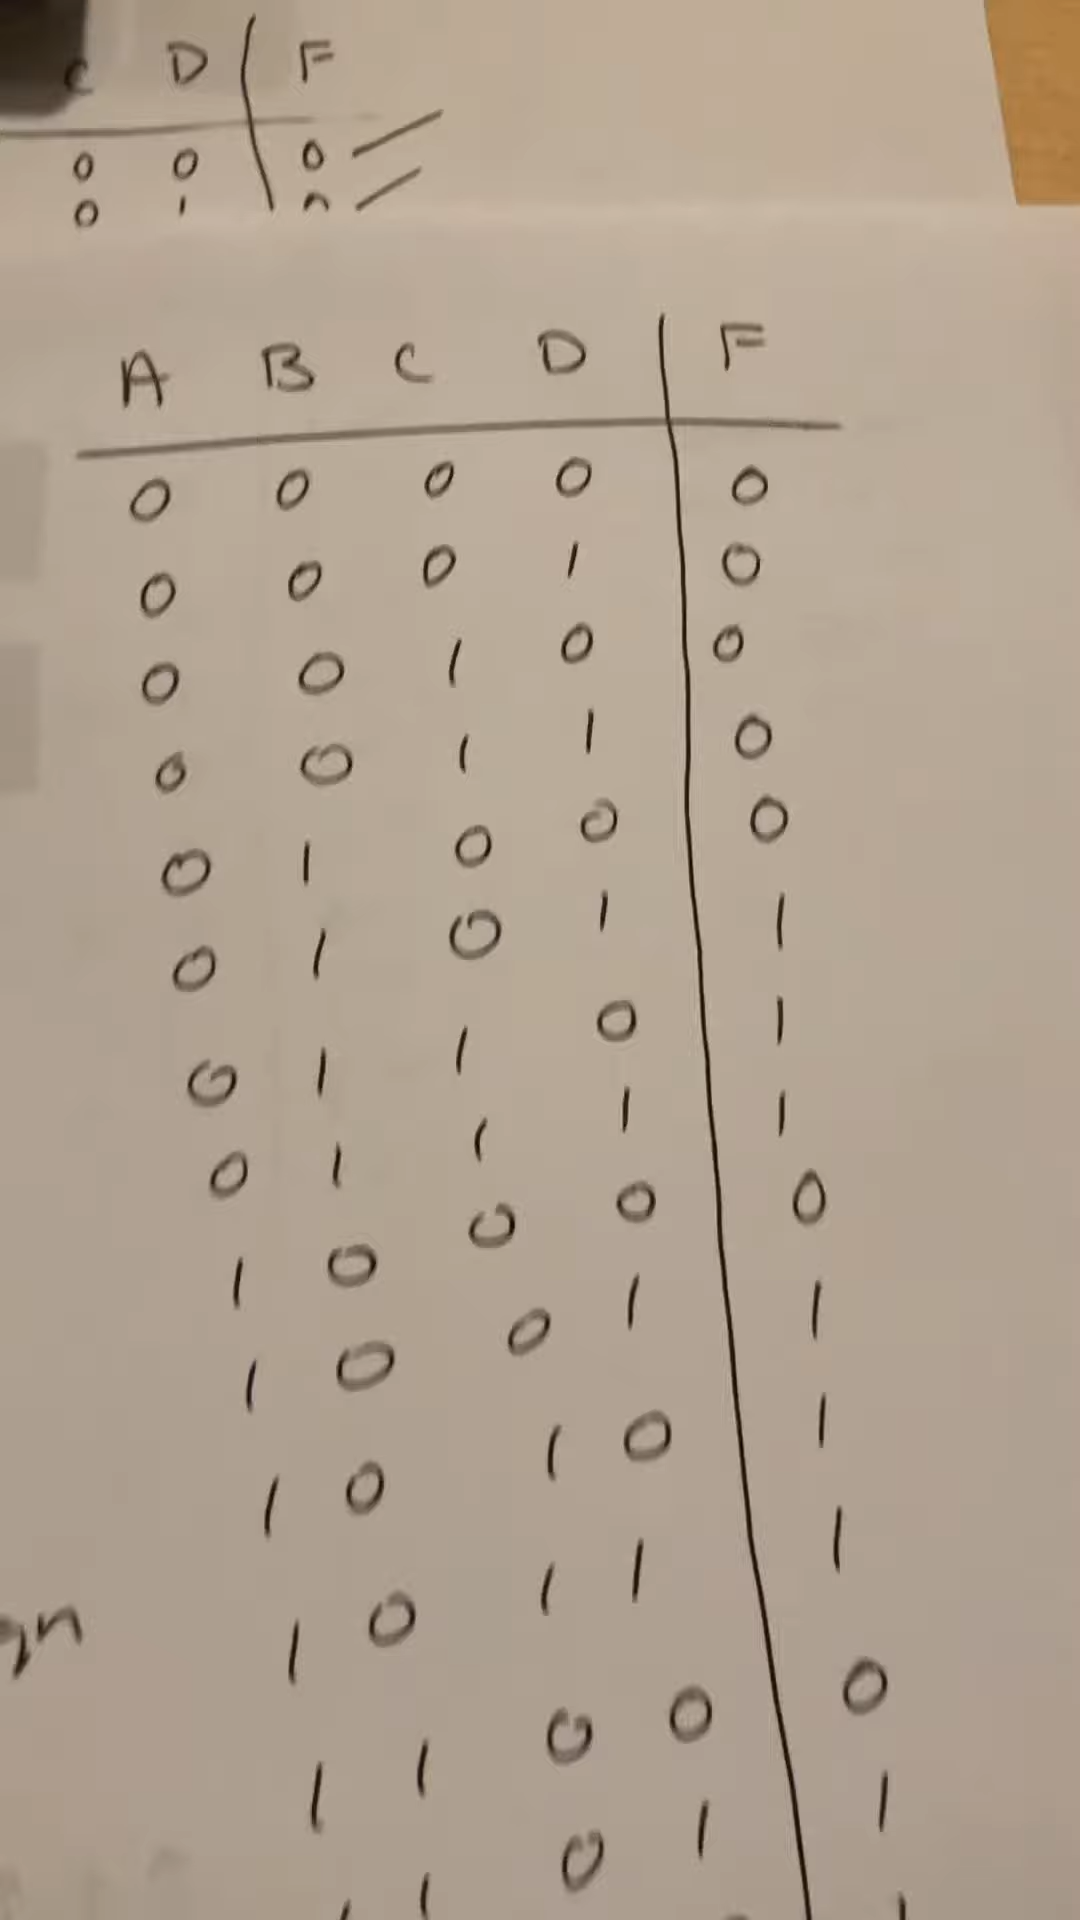 C D F
0 0 0
0 1
A B C D F
0 0 0 0 0
0 0 0 1 0
0 0 1 0 0
0 0 1 1 0
0 1 0 0 0
0 1 0 1 1
0 1 1 0 1
0 1 1 1 1
1 0 0 0 0
1 0 0 1 1
1 0 1 0 1
1 0 1 1 1
gn
1 1 0 0 0
1 1 0 1 1